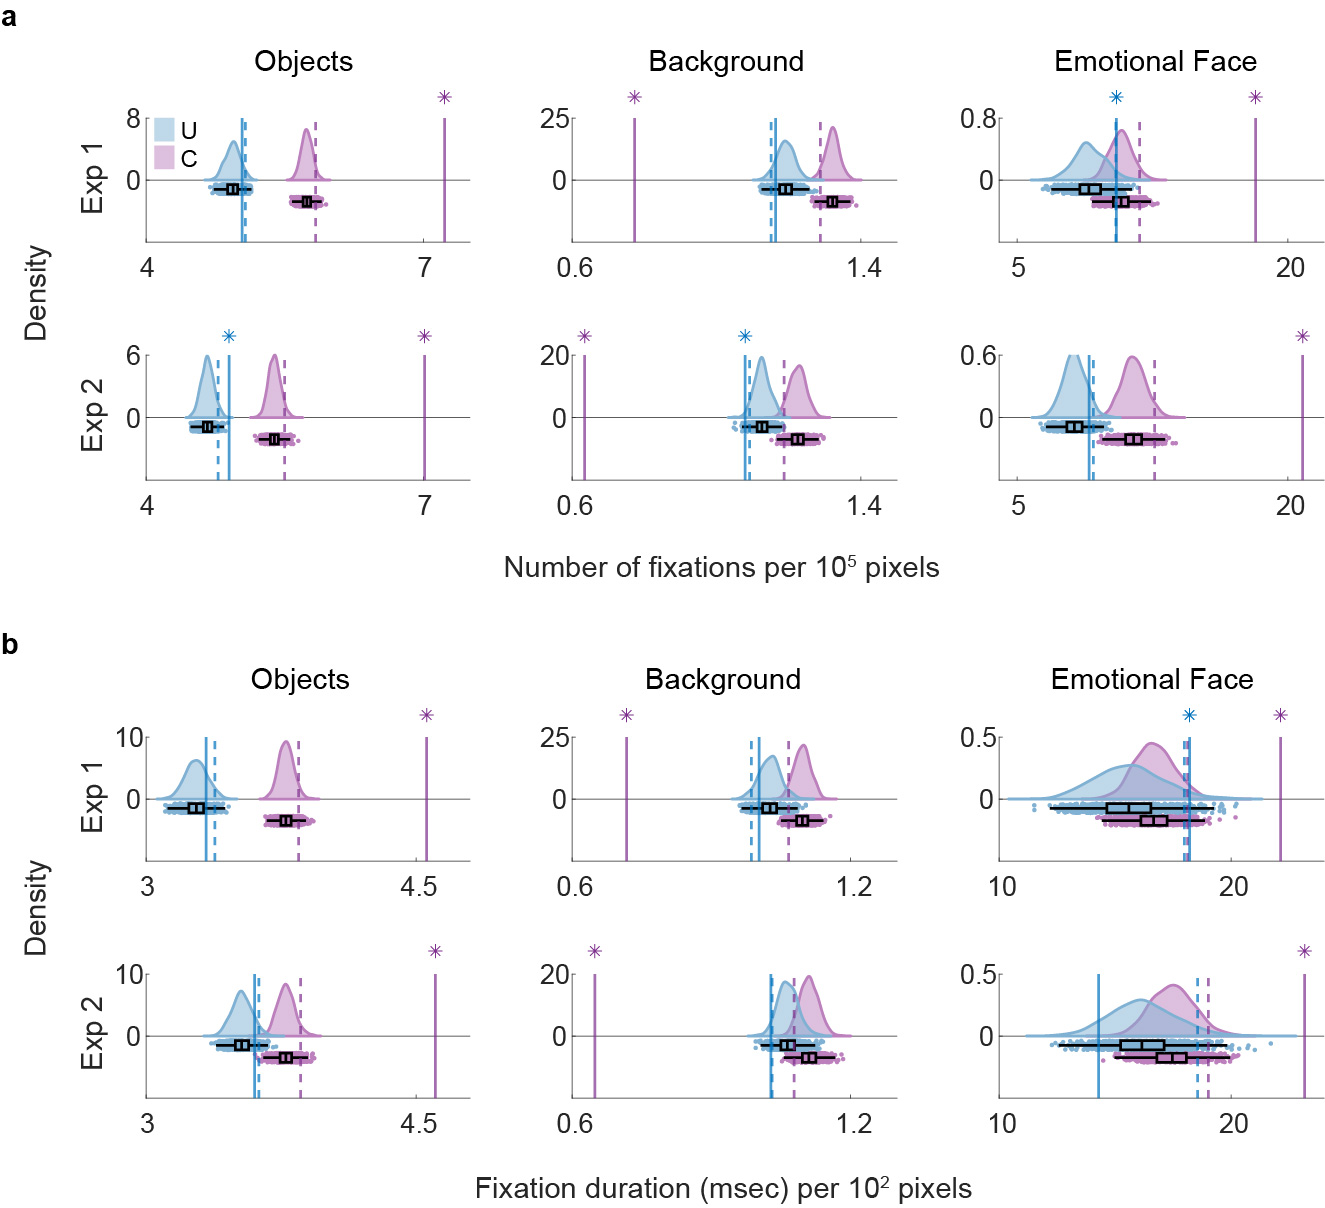 a
Objects Background Emotional Face
Exp 1
8 U
C
0
4 7
25
0
0.6 1.4
0.8
0
5 20
Density
Exp 2
6
0
4 7
20
0
0.6 1.4
0.6
0
5 20
Number of fixations per 10⁵ pixels
b
Objects Background Emotional Face
Exp 1
10
0
3 4.5
25
0
0.6 1.2
0.5
0
10 20
Density
Exp 2
10
0
3 4.5
20
0
0.6 1.2
0.5
0
10 20
Fixation duration (msec) per 10² pixels